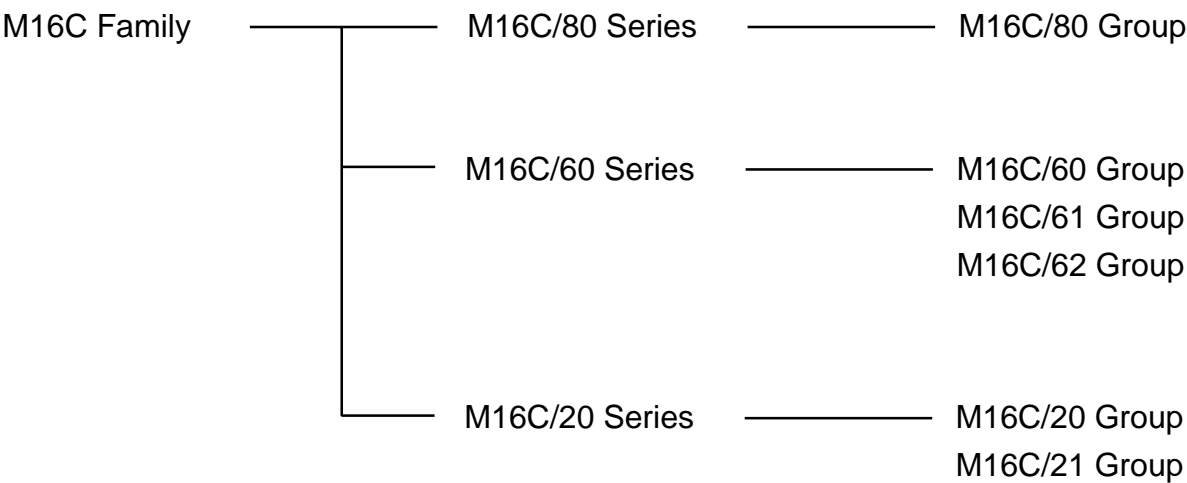 M16C Family M16C/80 Series M16C/80 Group
M16C/60 Series M16C/60 Group
M16C/61 Group
M16C/62 Group
M16C/20 Series M16C/20 Group
M16C/21 Group